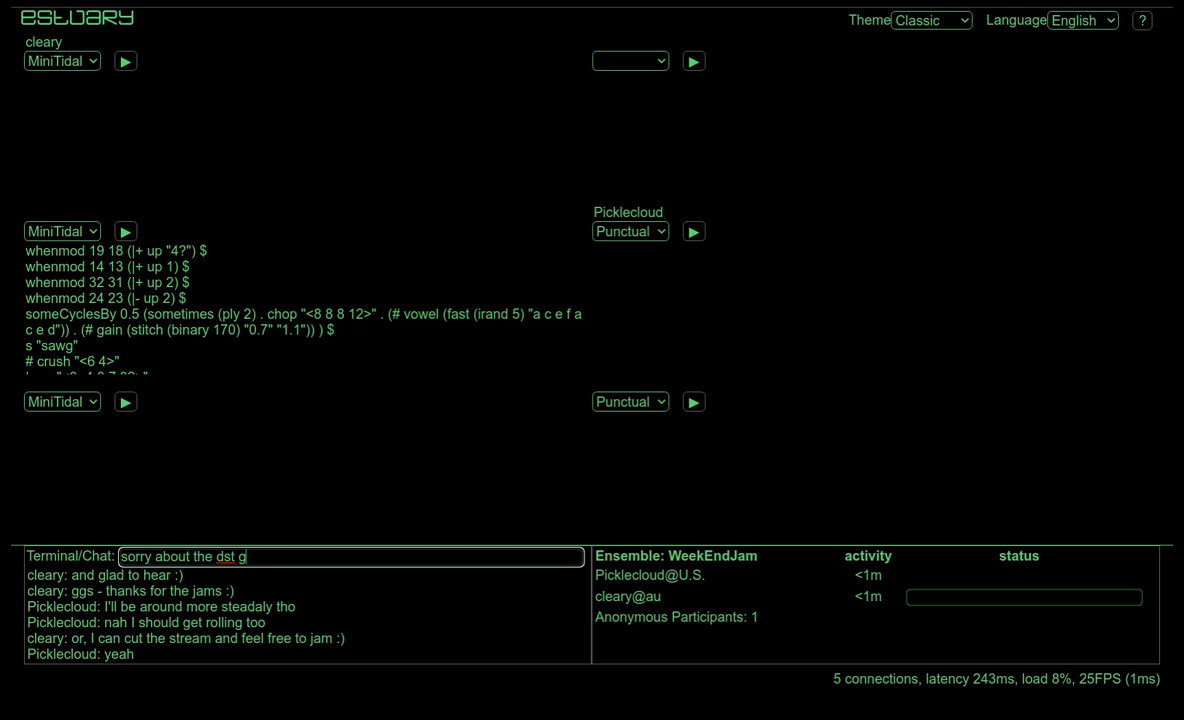 estuary
Theme Classic Language English ?
cleary
MiniTidal ▶
▶
MiniTidal ▶
whenmod 19 18 (|+ up "4?") $
whenmod 14 13 (|+ up 1) $
whenmod 32 31 (|+ up 2) $
whenmod 24 23 (|- up 2) $
someCyclesBy 0.5 (sometimes (ply 2) . chop "<8 8 8 12>" . (# vowel (fast (irand 5) "a c e f a
c e d")) . (# gain (stitch (binary 170) "0.7" "1.1")) ) $
s "sawg"
# crush "<6 4>"
Picklecloud
Punctual ▶
MiniTidal ▶
Punctual ▶
Terminal/Chat: sorry about the dst g
cleary: and glad to hear :)
cleary: ggs - thanks for the jams :)
Picklecloud: I'll be around more steadaly tho
Picklecloud: nah I should get rolling too
cleary: or, I can cut the stream and feel free to jam :)
Picklecloud: yeah
Ensemble: WeekEndJam activity status
Picklecloud@U.S. <1m
cleary@au <1m
Anonymous Participants: 1
5 connections, latency 243ms, load 8%, 25FPS (1ms)